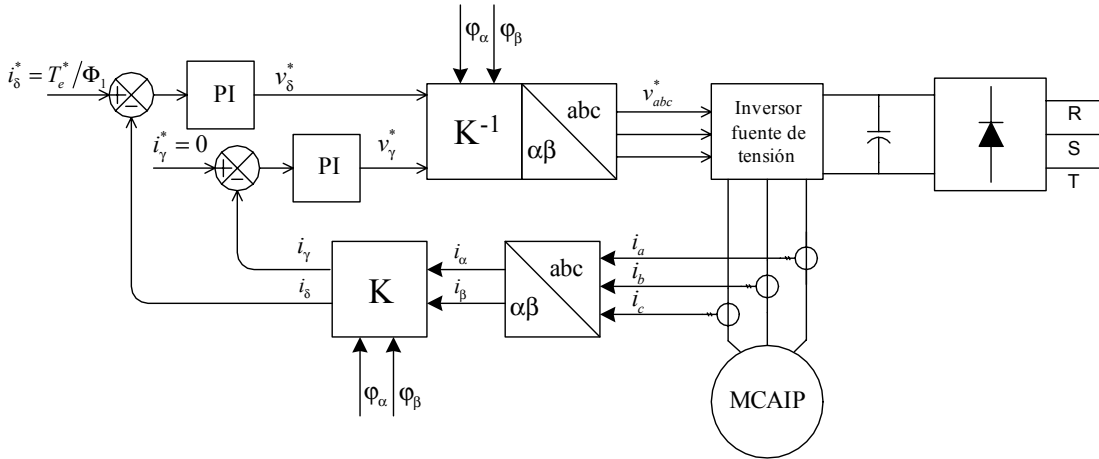 φα φβ
i*δ = T*e/Φ1
+
−
PI
v*δ
i*γ = 0
+
−
PI
v*γ
K-1
abc
αβ
v*abc
Inversor
fuente de
tensión
R
S
T
iγ
iδ
K
iα
iβ
abc
αβ
ia
ib
ic
φα φβ
MCAIP